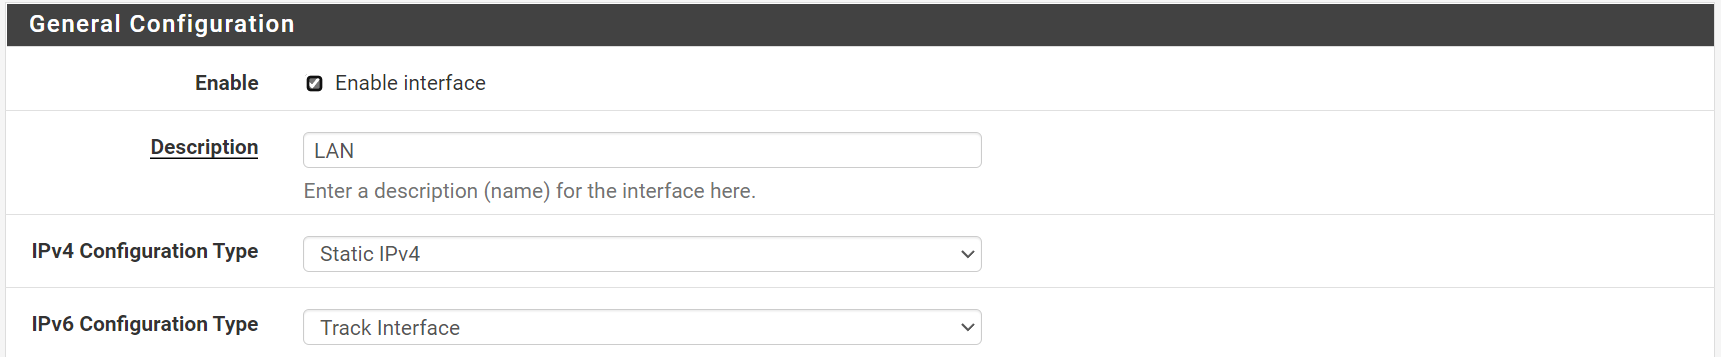 General Configuration
Enable Enable interface
Description LAN
Enter a description (name) for the interface here.
IPv4 Configuration Type Static IPv4
IPv6 Configuration Type Track Interface